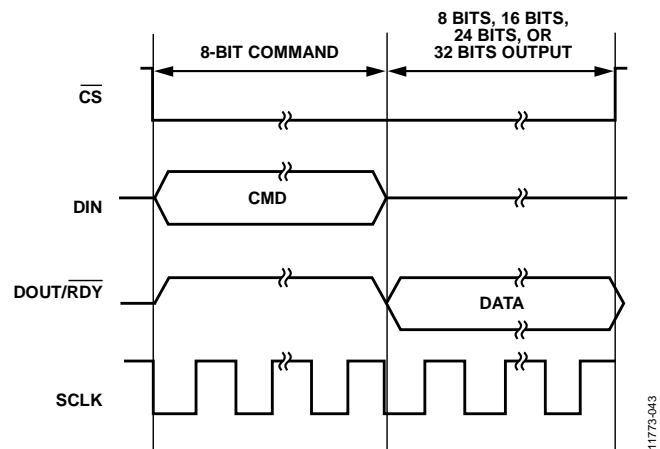 8 BITS, 16 BITS,
24 BITS, OR
32 BITS OUTPUT
8-BIT COMMAND
CS
DIN
CMD
DOUT/RDY
DATA
SCLK
11773-043